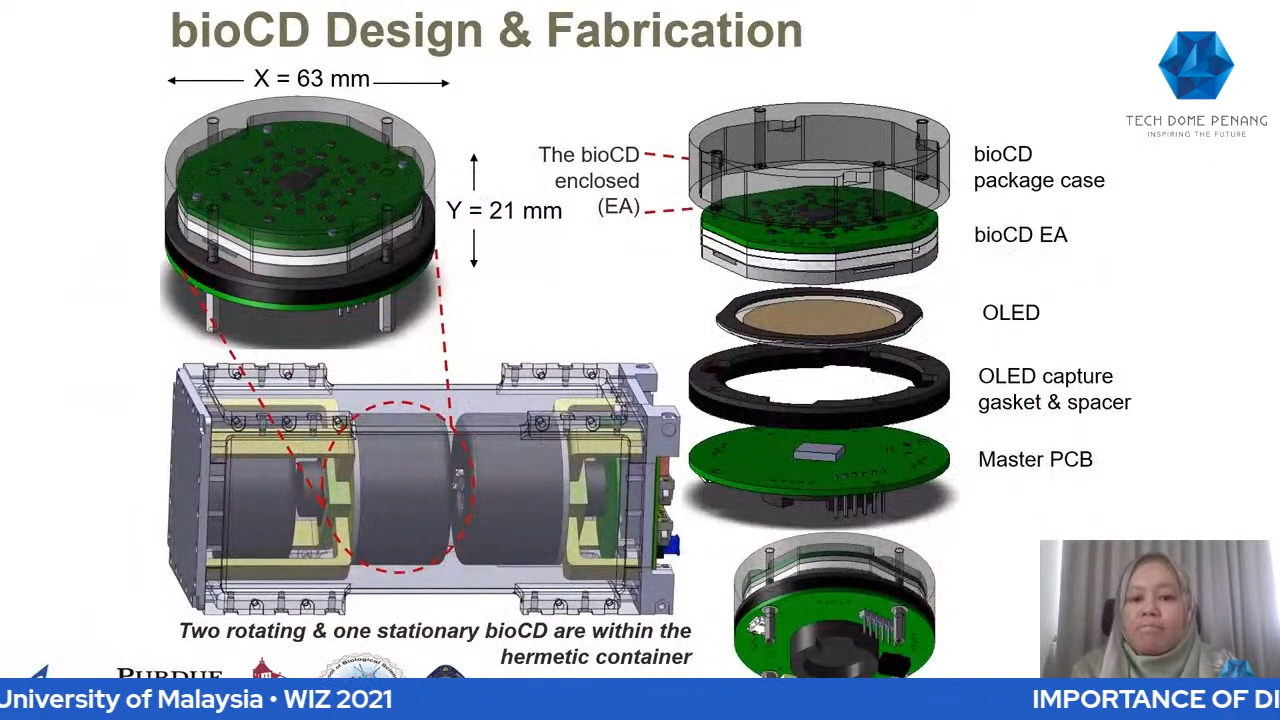 bioCD Design & Fabrication
X = 63 mm
TECH DOME PENANG
INSPIRING THE FUTURE
The bioCD
enclosed
(EA)
bioCD
package case
Y = 21 mm
bioCD EA
OLED
OLED capture
gasket & spacer
Master PCB
Two rotating & one stationary bioCD are within the
hermetic container
PURDUE
University of Malaysia • WIZ 2021
IMPORTANCE OF DI